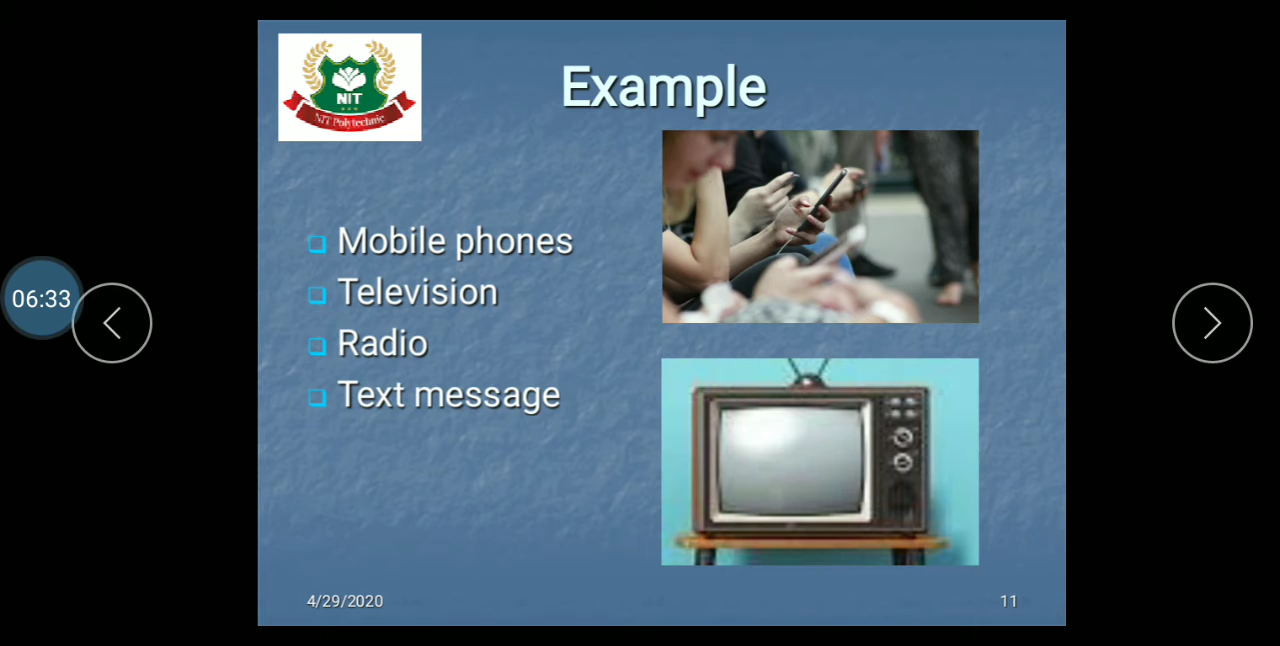 NIT
NIT Polytechnic
Example
Mobile phones
Television
Radio
Text message
06:33
4/29/2020
11